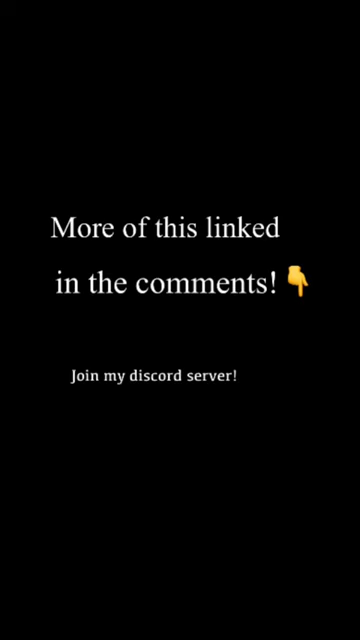 More of this linked
in the comments! 👇
Join my discord server!